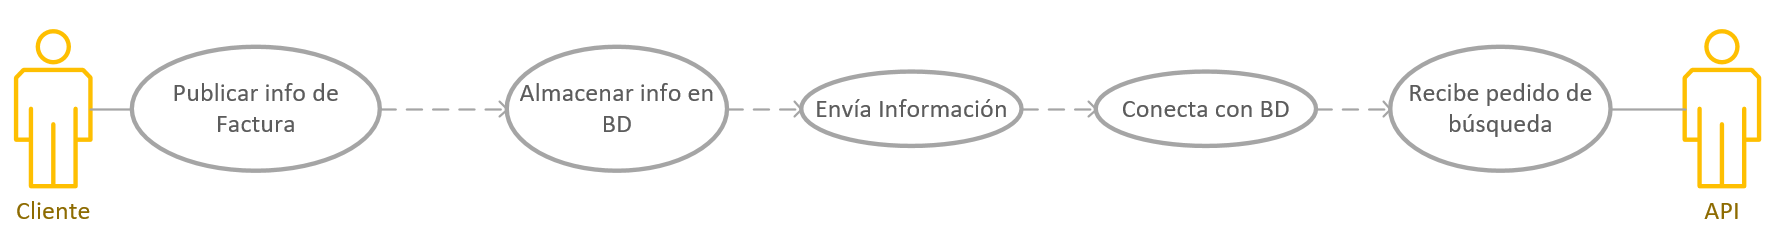 Publicar info de
Factura
Almacenar info en
BD
Envía Información
Conecta con BD
Recibe pedido de
búsqueda
Cliente
API